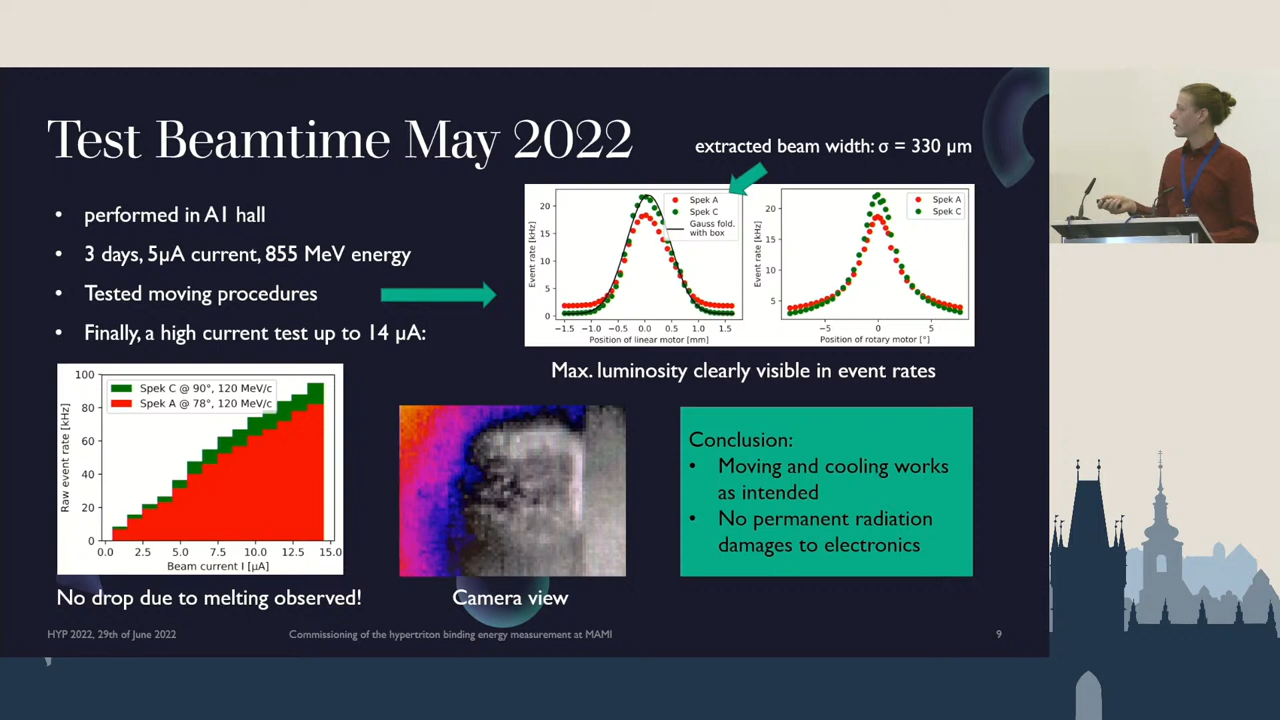 Test Beamtime May 2022
extracted beam width: σ = 330 µm
• performed in A1 hall
• 3 days, 5µA current, 855 MeV energy
• Tested moving procedures
• Finally, a high current test up to 14 µA:
Event rate [kHz]
20
15
10
5
0
Spek A
Spek C
Gauss fold.
with box
−1.5 −1.0 −0.5 0.0 0.5 1.0 1.5
Position of linear motor [mm]
Event rate [kHz]
20
15
10
5
Spek A
Spek C
−5 0 5
Position of rotary motor [°]
Max. luminosity clearly visible in event rates
Raw event rate [kHz]
100
80
60
40
20
0
Spek C @ 90°, 120 MeV/c
Spek A @ 78°, 120 MeV/c
0.0 2.5 5.0 7.5 10.0 12.5 15.0
Beam current I [µA]
No drop due to melting observed!
Camera view
Conclusion:
• Moving and cooling works
as intended
• No permanent radiation
damages to electronics
HYP 2022, 29th of June 2022
Commissioning of the hypertriton binding energy measurement at MAMI
9